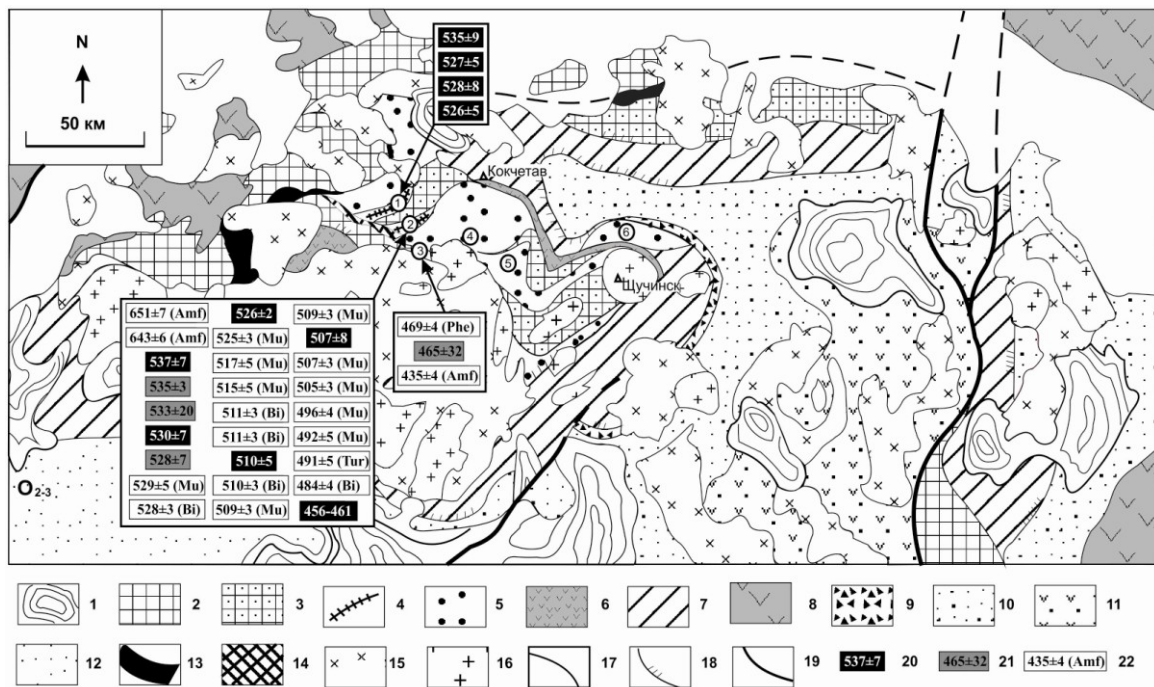 N
50 км
535±9
527±5
528±8
526±5
Кокчетав
1
2
3
4
5
6
Щучинск
651±7 (Amf) 526±2 509±3 (Mu)
643±6 (Amf) 525±3 (Mu) 507±8
537±7 517±5 (Mu) 507±3 (Mu)
535±3 515±5 (Mu) 505±3 (Mu)
533±20 511±3 (Bi) 496±4 (Mu)
530±7 511±3 (Bi) 492±5 (Mu)
528±7 510±5 491±5 (Tur)
529±5 (Mu) 510±3 (Bi) 484±4 (Bi)
528±3 (Bi) 509±3 (Mu) 456-461
469±4 (Phe)
465±32
435±4 (Amf)
O2-3
1 2 3 4 5 6 7 8 9 10 11
12 13 14 15 16 17 18 19 537±7 20 465±32 21 435±4 (Amf) 22